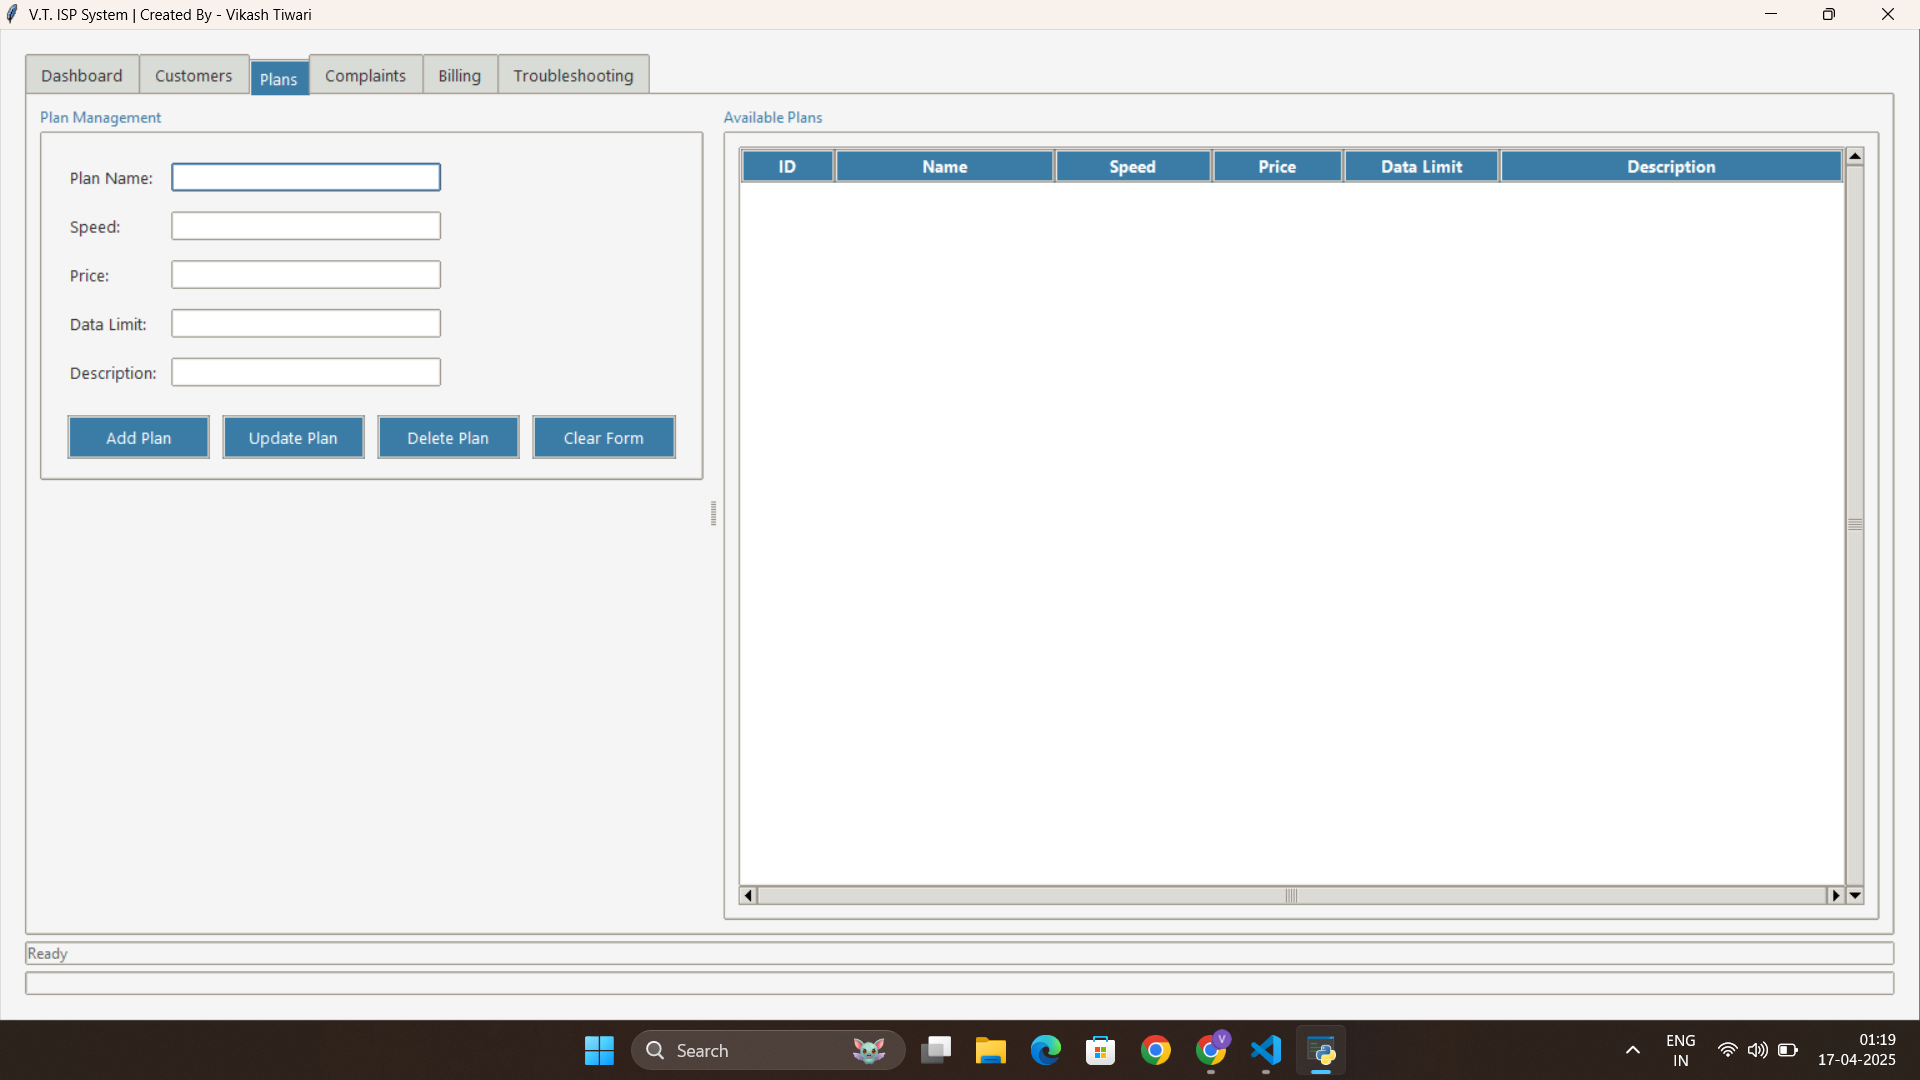 V.T. ISP System | Created By - Vikash Tiwari
Dashboard Customers Plans Complaints Billing Troubleshooting
Plan Management
Plan Name:
Speed:
Price:
Data Limit:
Description:
Add Plan Update Plan Delete Plan Clear Form
Available Plans
ID Name Speed Price Data Limit Description
Ready
Search
V
ENG
IN
01:19
17-04-2025